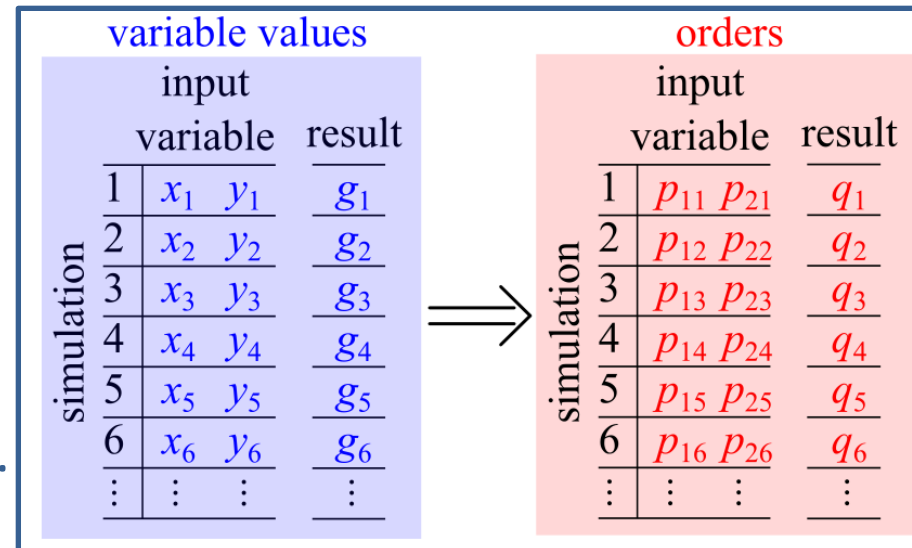 variable values orders
input input
variable result variable result
1 x₁ y₁ g₁ 1 p₁₁ p₂₁ q₁
2 x₂ y₂ g₂ 2 p₁₂ p₂₂ q₂
3 x₃ y₃ g₃ 3 p₁₃ p₂₃ q₃
4 x₄ y₄ g₄ 4 p₁₄ p₂₄ q₄
5 x₅ y₅ g₅ 5 p₁₅ p₂₅ q₅
6 x₆ y₆ g₆ 6 p₁₆ p₂₆ q₆
⋮ ⋮ ⋮ ⋮ ⋮ ⋮ ⋮ ⋮
simulation simulation
⇒
.